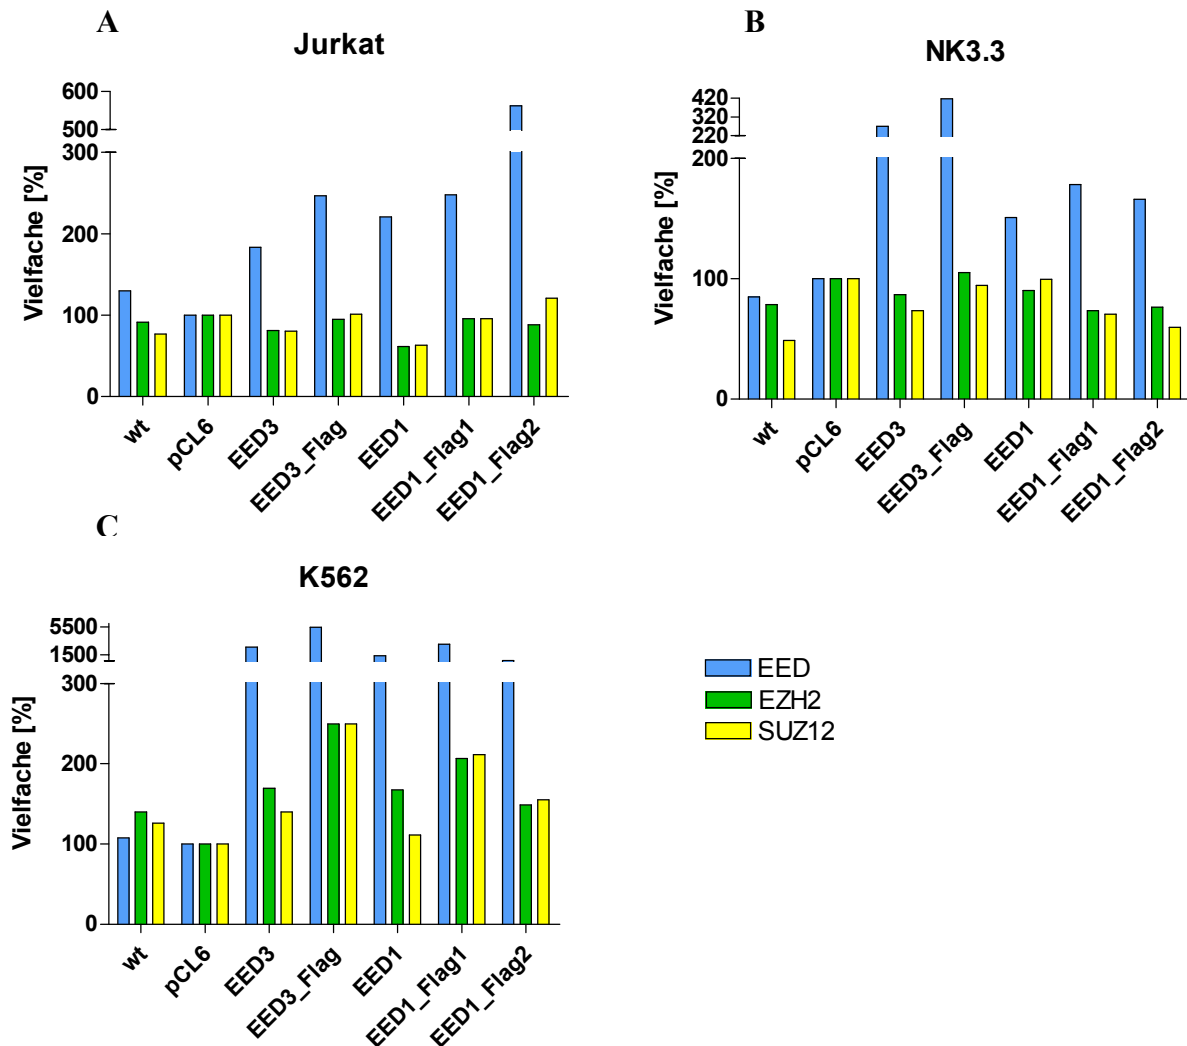 A
Jurkat
Vielfache [%]
600
500
300
200
100
0
wt
pCL6
EED3
EED3_Flag
EED1
EED1_Flag1
EED1_Flag2
B
NK3.3
Vielfache [%]
420
320
220
200
100
0
wt
pCL6
EED3
EED3_Flag
EED1
EED1_Flag1
EED1_Flag2
C
K562
Vielfache [%]
5500
1500
300
200
100
0
wt
pCL6
EED3
EED3_Flag
EED1
EED1_Flag1
EED1_Flag2
EED
EZH2
SUZ12